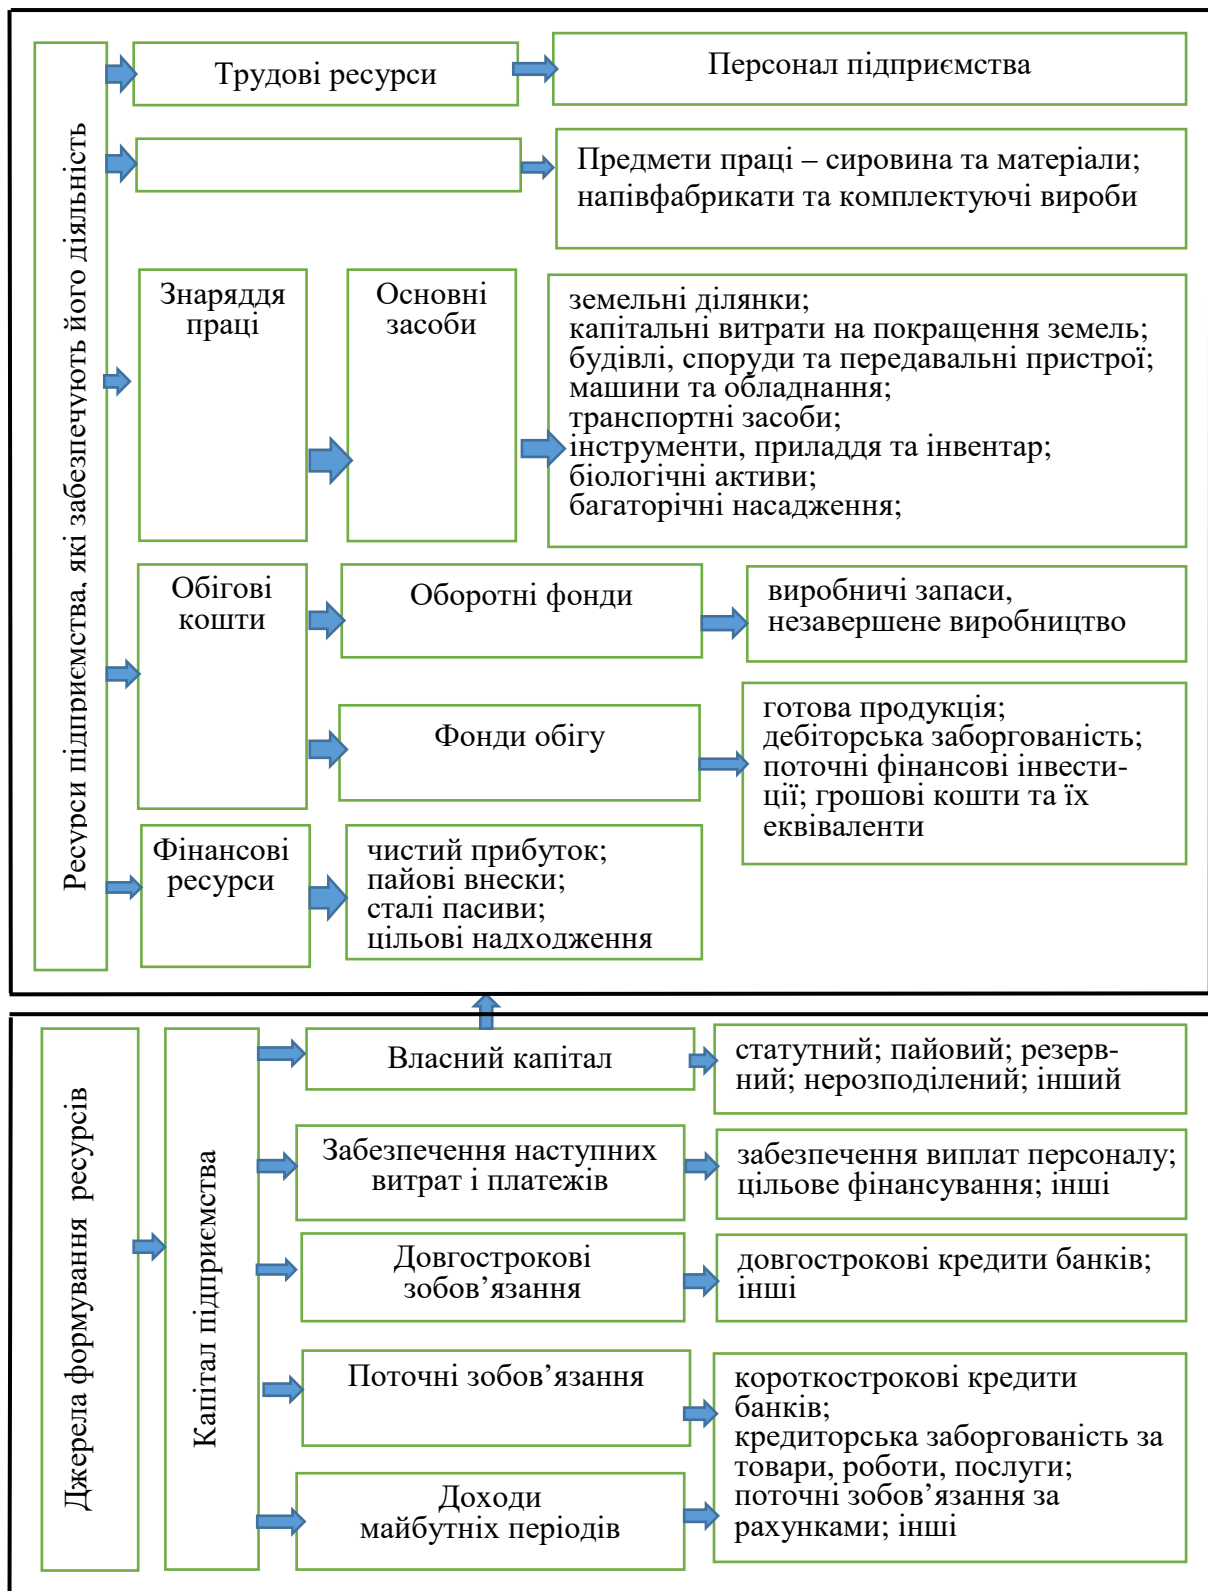 Ресурси підприємства, які забезпечують його діяльність
Трудові ресурси
Персонал підприємства
Предмети праці – сировина та матеріали;
напівфабрикати та комплектуючі вироби
Знаряддя
праці
Основні
засоби
земельні ділянки;
капітальні витрати на покращення земель;
будівлі, споруди та передавальні пристрої;
машини та обладнання;
транспортні засоби;
інструменти, приладдя та інвентар;
біологічні активи;
багаторічні насадження;
Обігові
кошти
Оборотні фонди
виробничі запаси,
незавершене виробництво
Фонди обігу
готова продукція;
дебіторська заборгованість;
поточні фінансові інвести-
ції; грошові кошти та їх
еквіваленти
Фінансові
ресурси
чистий прибуток;
пайові внески;
сталі пасиви;
цільові надходження
Джерела формування ресурсів
Капітал підприємства
Власний капітал
статутний; пайовий; резерв-
ний; нерозподілений; інший
Забезпечення наступних
витрат і платежів
забезпечення виплат персоналу;
цільове фінансування; інші
Довгострокові
зобов’язання
довгострокові кредити банків;
інші
Поточні зобов’язання
короткострокові кредити
банків;
кредиторська заборгованість за
товари, роботи, послуги;
поточні зобов’язання за
рахунками; інші
Доходи
майбутніх періодів